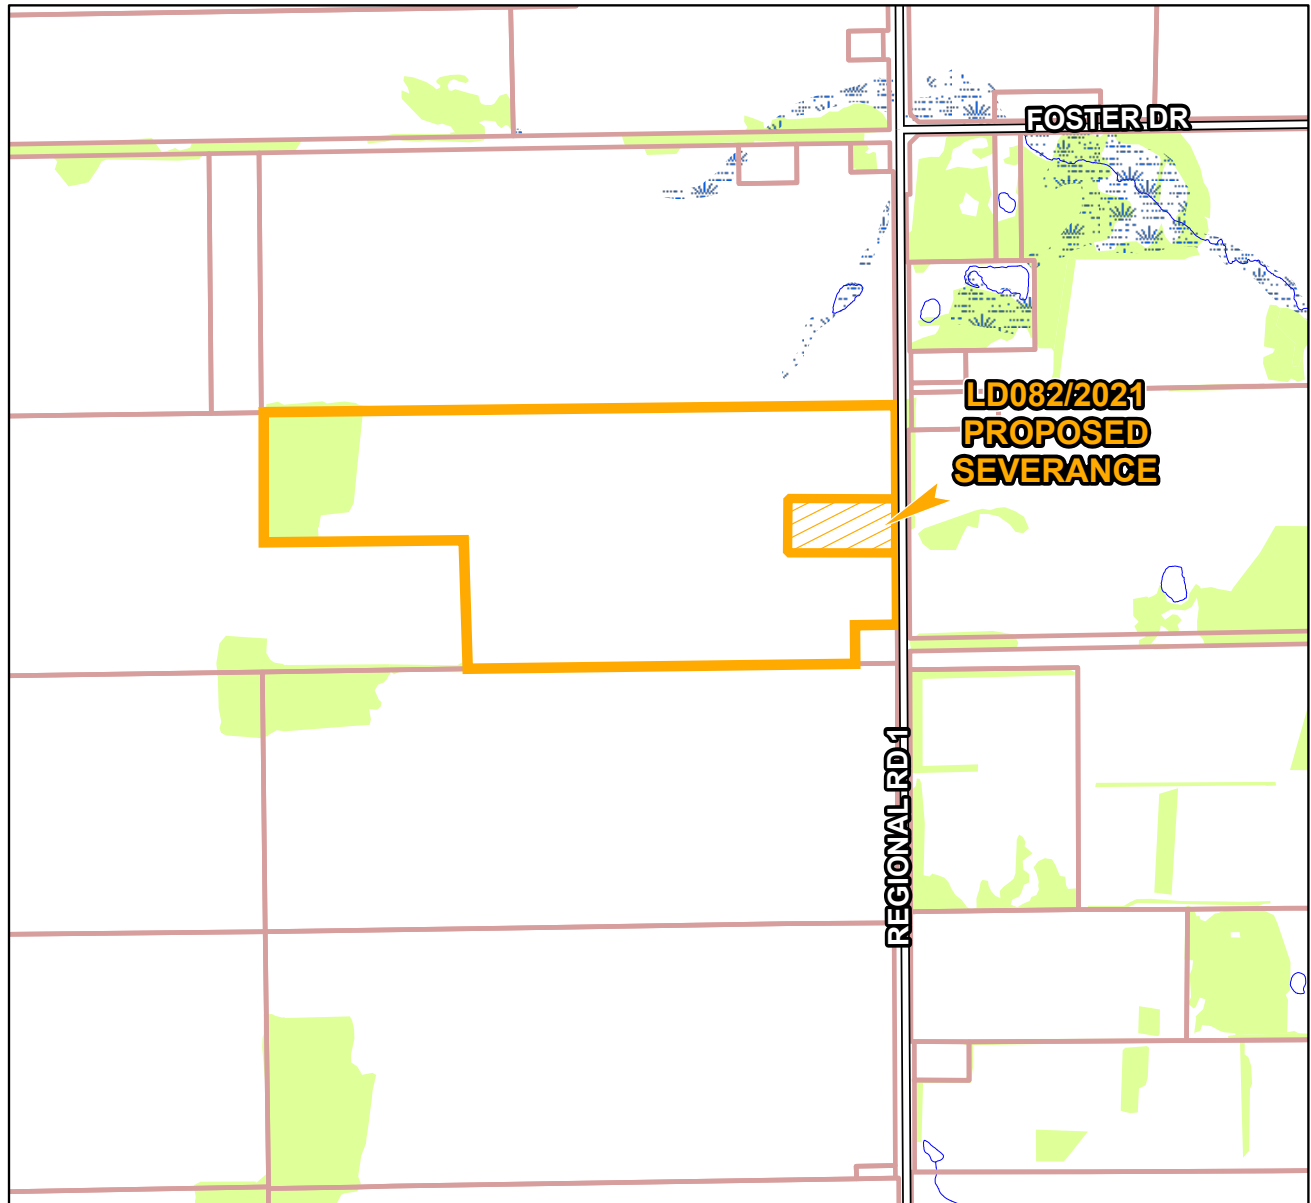 FOSTER DR
LD082/2021
PROPOSED
SEVERANCE
REGIONAL RD 1